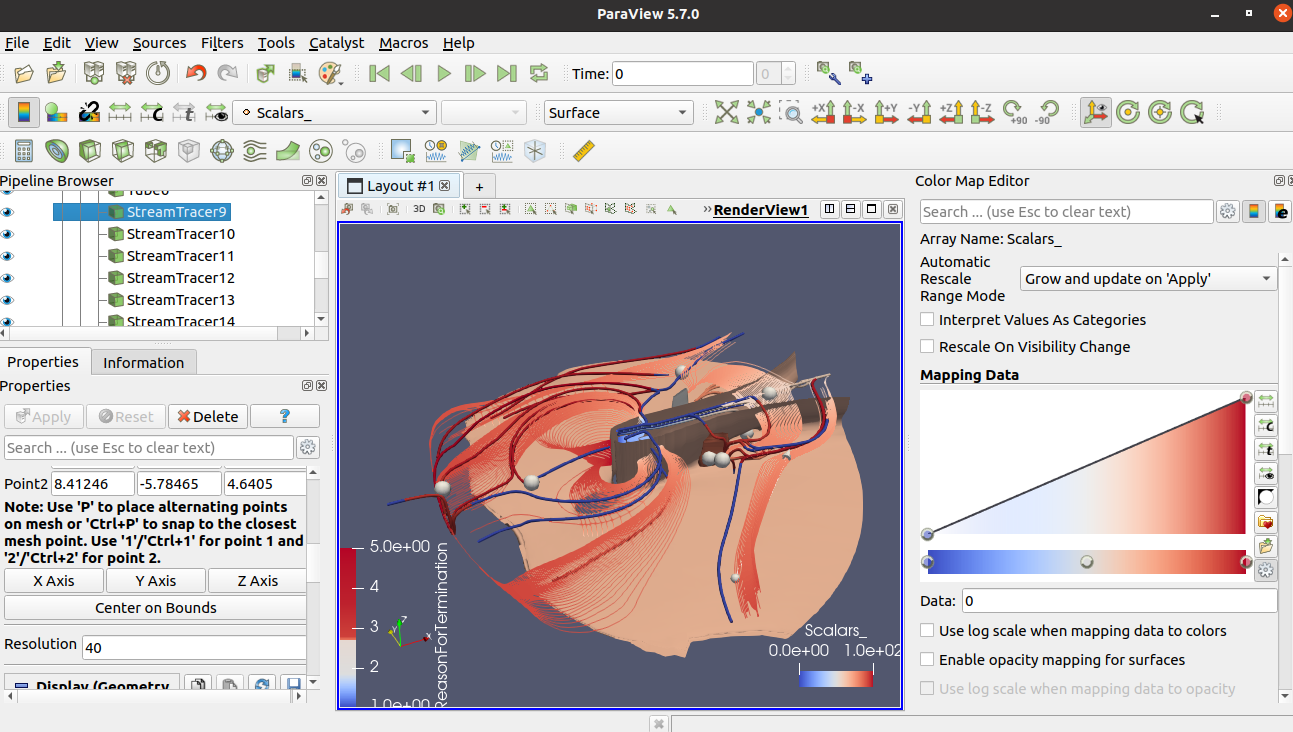 ParaView 5.7.0
File Edit View Sources Filters Tools Catalyst Macros Help
Time: 0 0
C t Scalars_ Surface +X -X +Y -Y +Z -Z +90 -90
Pipeline Browser
Layout #1 +
Color Map Editor
StreamTracer9
StreamTracer10
StreamTracer11
StreamTracer12
StreamTracer13
StreamTracer14
3D » RenderView1
Properties Information
Properties
Apply Reset Delete ?
Search ... (use Esc to clear text)
Point2 8.41246 -5.78465 4.6405
Note: Use 'P' to place alternating points
on mesh or 'Ctrl+P' to snap to the closest
mesh point. Use '1'/'Ctrl+1' for point 1 and
'2'/'Ctrl+2' for point 2.
X Axis Y Axis Z Axis
Center on Bounds
Resolution 40
Display (Geometry
5.0e+00
4
3
2
1.0e+00
ReasonForTermination
Y Z X
Scalars_
0.0e+00 1.0e+02
Search ... (use Esc to clear text)
Array Name: Scalars_
Automatic
Rescale
Range Mode
Grow and update on 'Apply'
Interpret Values As Categories
Rescale On Visibility Change
Mapping Data
Data: 0
Use log scale when mapping data to colors
Enable opacity mapping for surfaces
Use log scale when mapping data to opacity